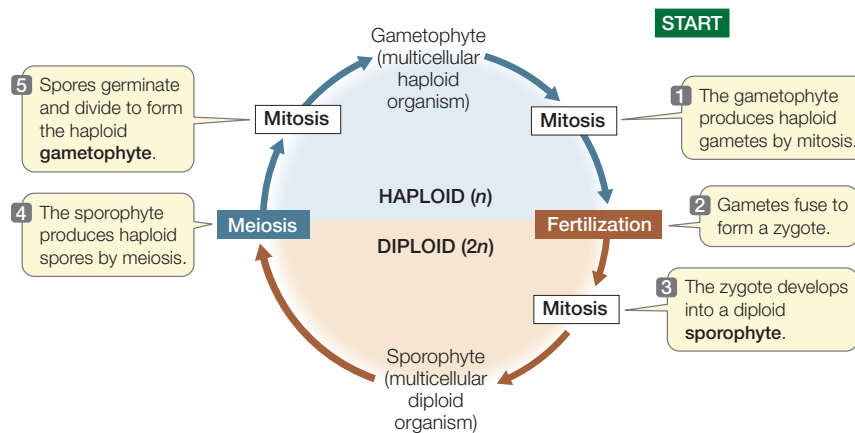 START
Gametophyte
(multicellular
haploid
organism)
Mitosis
1 The gametophyte
produces haploid
gametes by mitosis.
Fertilization
2 Gametes fuse to
form a zygote.
Mitosis
3 The zygote develops
into a diploid
sporophyte.
Sporophyte
(multicellular
diploid
organism)
Meiosis
4 The sporophyte
produces haploid
spores by meiosis.
Mitosis
5 Spores germinate
and divide to form
the haploid
gametophyte.
HAPLOID (n)
DIPLOID (2n)